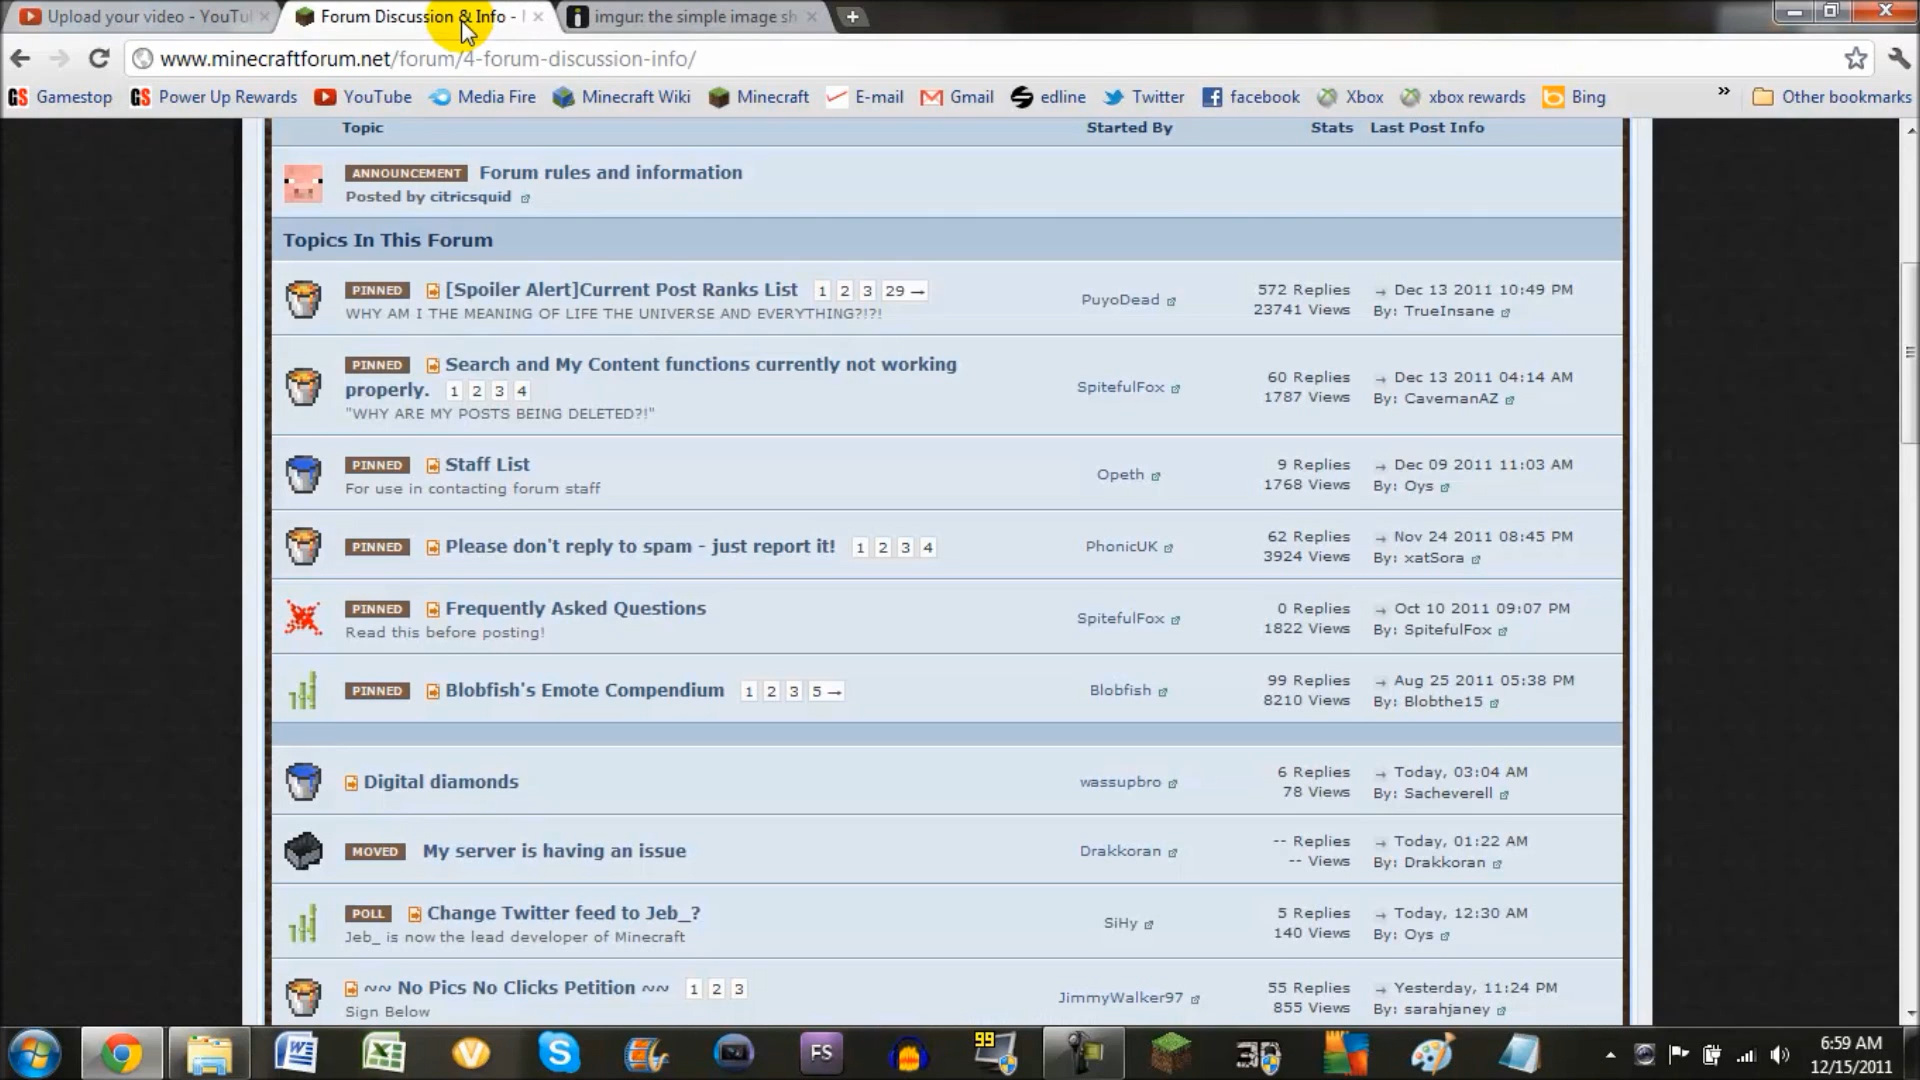 Upload your video - YouTu
Forum Discussion & Info -
imgur: the simple image sh
www.minecraftforum.net/forum/4-forum-discussion-info/
Gamestop Power Up Rewards YouTube Media Fire Minecraft Wiki Minecraft E-mail Gmail edline Twitter facebook Xbox xbox rewards Bing » Other bookmarks
Topic Started By Stats Last Post Info
ANNOUNCEMENT Forum rules and information
Posted by citricsquid
Topics In This Forum
PINNED [Spoiler Alert]Current Post Ranks List 1 2 3 29 →
WHY AM I THE MEANING OF LIFE THE UNIVERSE AND EVERYTHING?!?!
PuyoDead
572 Replies
23741 Views
→ Dec 13 2011 10:49 PM
By: TrueInsane
PINNED Search and My Content functions currently not working
properly. 1 2 3 4
"WHY ARE MY POSTS BEING DELETED?!"
SpitefulFox
60 Replies
1787 Views
→ Dec 13 2011 04:14 AM
By: CavemanAZ
PINNED Staff List
For use in contacting forum staff
Opeth
9 Replies
1768 Views
→ Dec 09 2011 11:03 AM
By: Oys
PINNED Please don't reply to spam - just report it! 1 2 3 4
PhonicUK
62 Replies
3924 Views
→ Nov 24 2011 08:45 PM
By: xatSora
PINNED Frequently Asked Questions
Read this before posting!
SpitefulFox
0 Replies
1822 Views
→ Oct 10 2011 09:07 PM
By: SpitefulFox
PINNED Blobfish's Emote Compendium 1 2 3 5 →
Blobfish
99 Replies
8210 Views
→ Aug 25 2011 05:38 PM
By: Blobthe15
Digital diamonds
wassupbro
6 Replies
78 Views
→ Today, 03:04 AM
By: Sacheverell
MOVED My server is having an issue
Drakkoran
-- Replies
-- Views
→ Today, 01:22 AM
By: Drakkoran
POLL Change Twitter feed to Jeb_?
Jeb_ is now the lead developer of Minecraft
SiHy
5 Replies
140 Views
→ Today, 12:30 AM
By: Oys
~~ No Pics No Clicks Petition ~~ 1 2 3
Sign Below
JimmyWalker97
55 Replies
855 Views
→ Yesterday, 11:24 PM
By: sarahjaney
FS
99
6:59 AM
12/15/2011